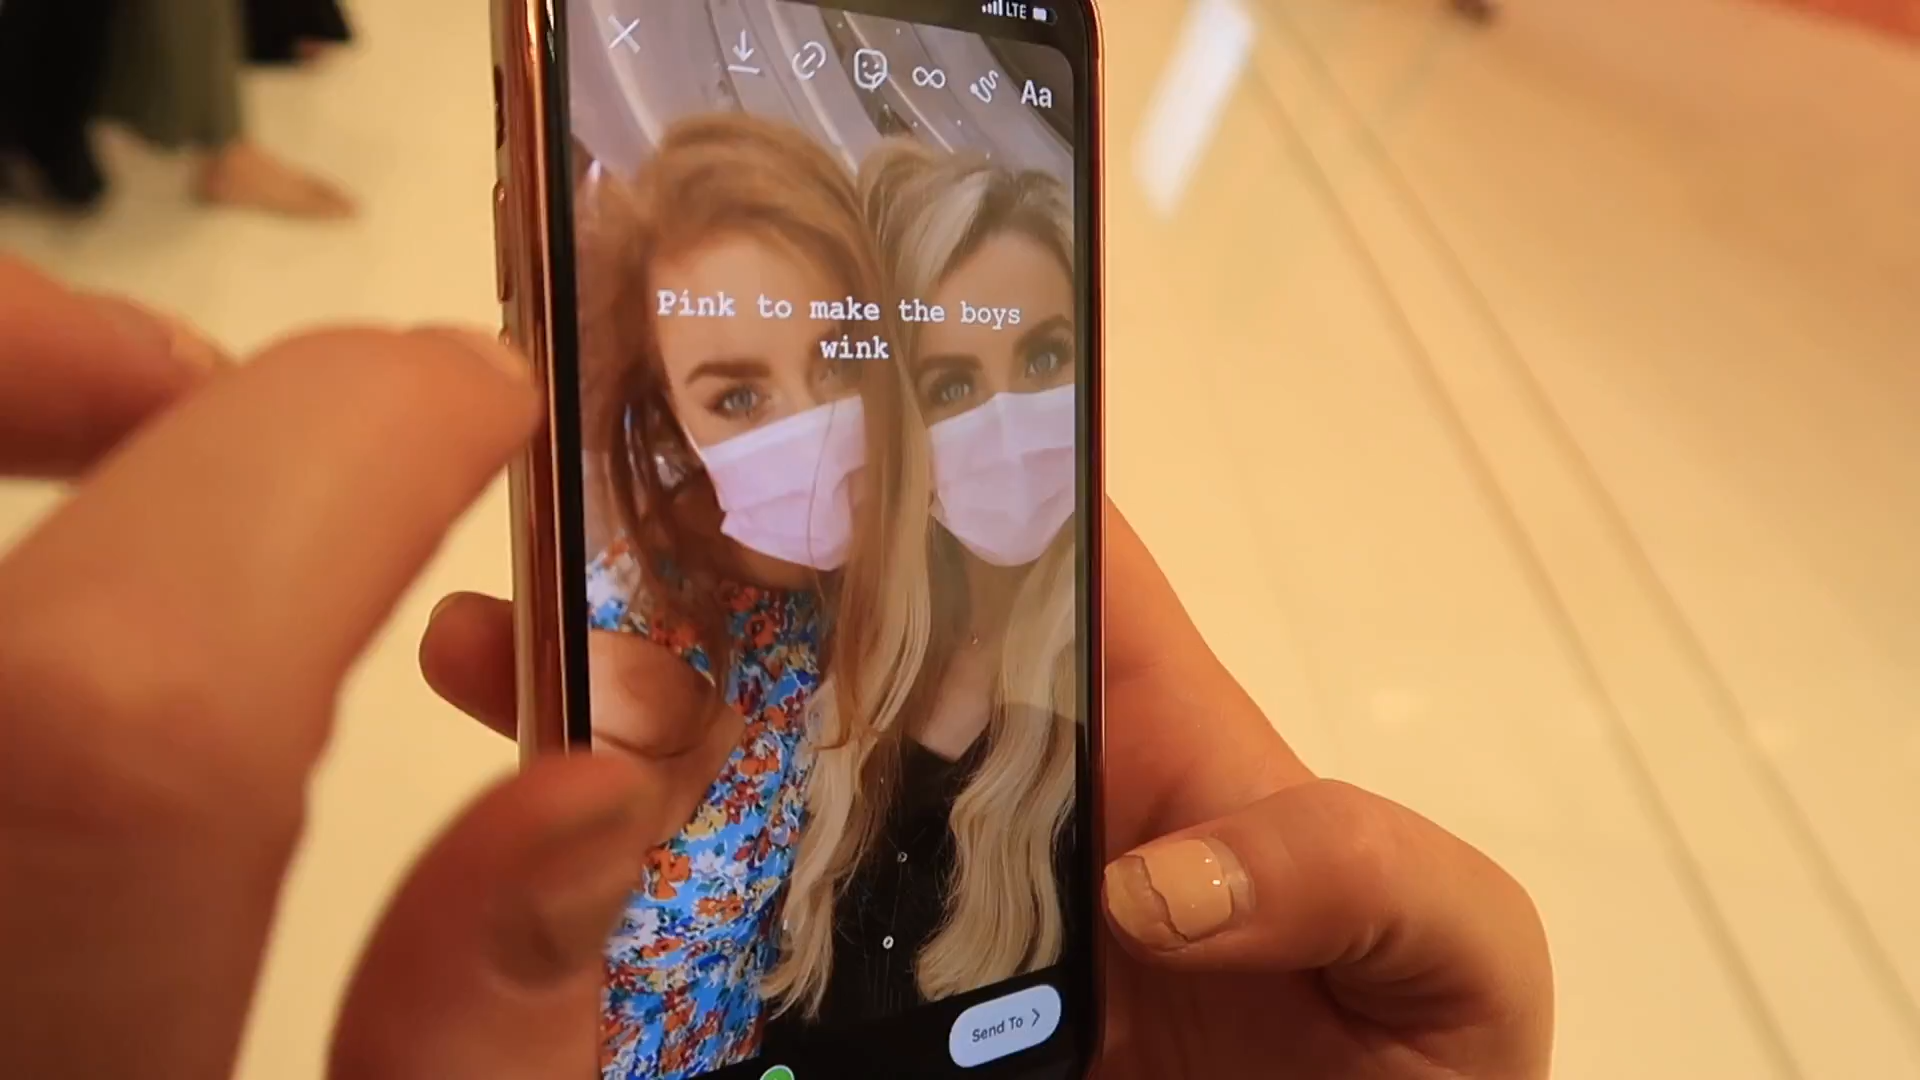 LTE
Aa
Pink to make the boys
wink
Send To